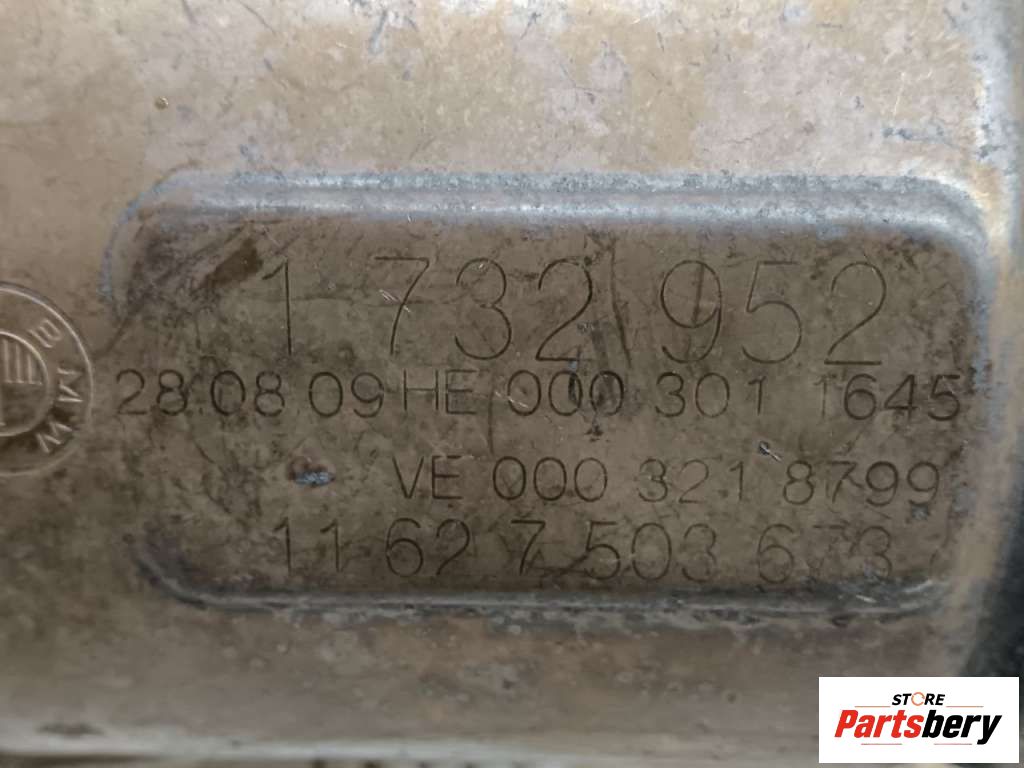 1 732 952
BMW
28.08.09 HE 000 301 1645
VE 000 321 8799
11 62 7 503 673
STORE
Partsbery